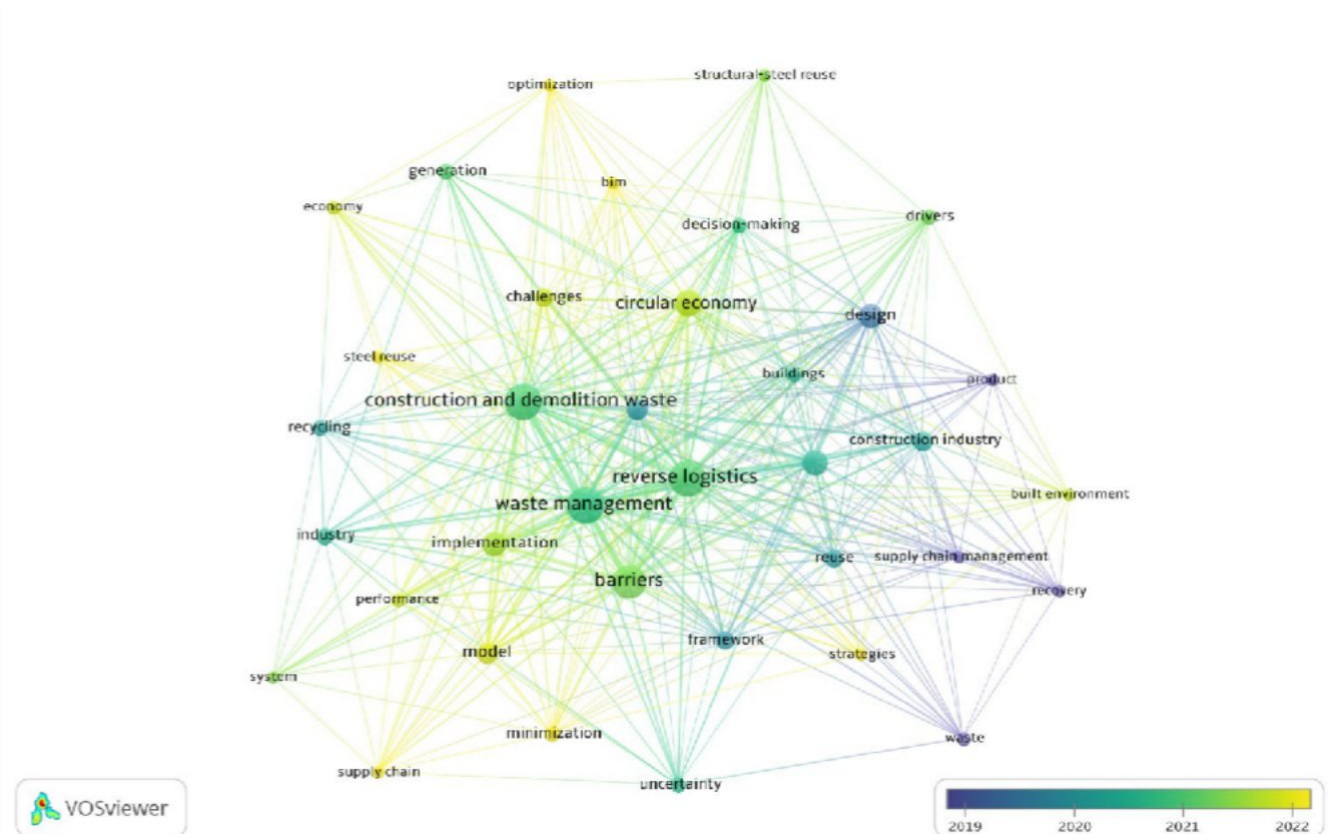 structural-steel reuse
optimization
generation
bim
economy
decision-making
drivers
challenges
circular economy
design
steel reuse
buildings
product
construction and demolition waste
recycling
construction industry
reverse logistics
built environment
waste management
industry
implementation
reuse
supply chain management
barriers
recovery
performance
framework
model
strategies
system
minimization
waste
supply chain
uncertainty
VOSviewer
2019 2020 2021 2022